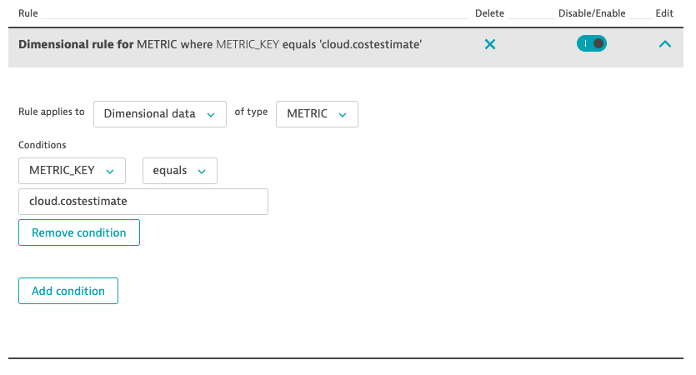 Rule Delete Disable/Enable Edit
Dimensional rule for METRIC where METRIC_KEY equals 'cloud.costestimate'
Rule applies to Dimensional data of type METRIC
Conditions
METRIC_KEY equals
cloud.costestimate
Remove condition
Add condition